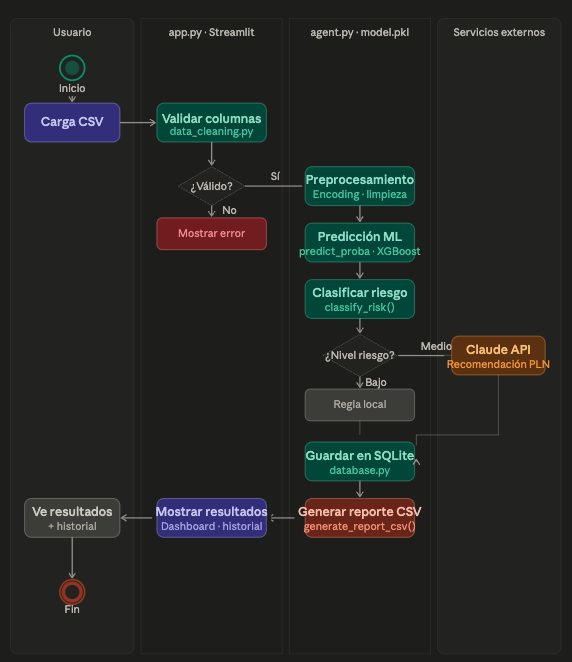 Usuario
app.py · Streamlit
agent.py · model.pkl
Servicios externos
Inicio
Carga CSV
Validar columnas
data_cleaning.py
¿Válido?
Sí
No
Mostrar error
Preprocesamiento
Encoding · limpieza
Predicción ML
predict_proba · XGBoost
Clasificar riesgo
classify_risk()
¿Nivel riesgo?
Medio
Bajo
Claude API
Recomendación PLN
Regla local
Guardar en SQLite
database.py
Generar reporte CSV
generate_report_csv()
Mostrar resultados
Dashboard · historial
Ve resultados
+ historial
Fin